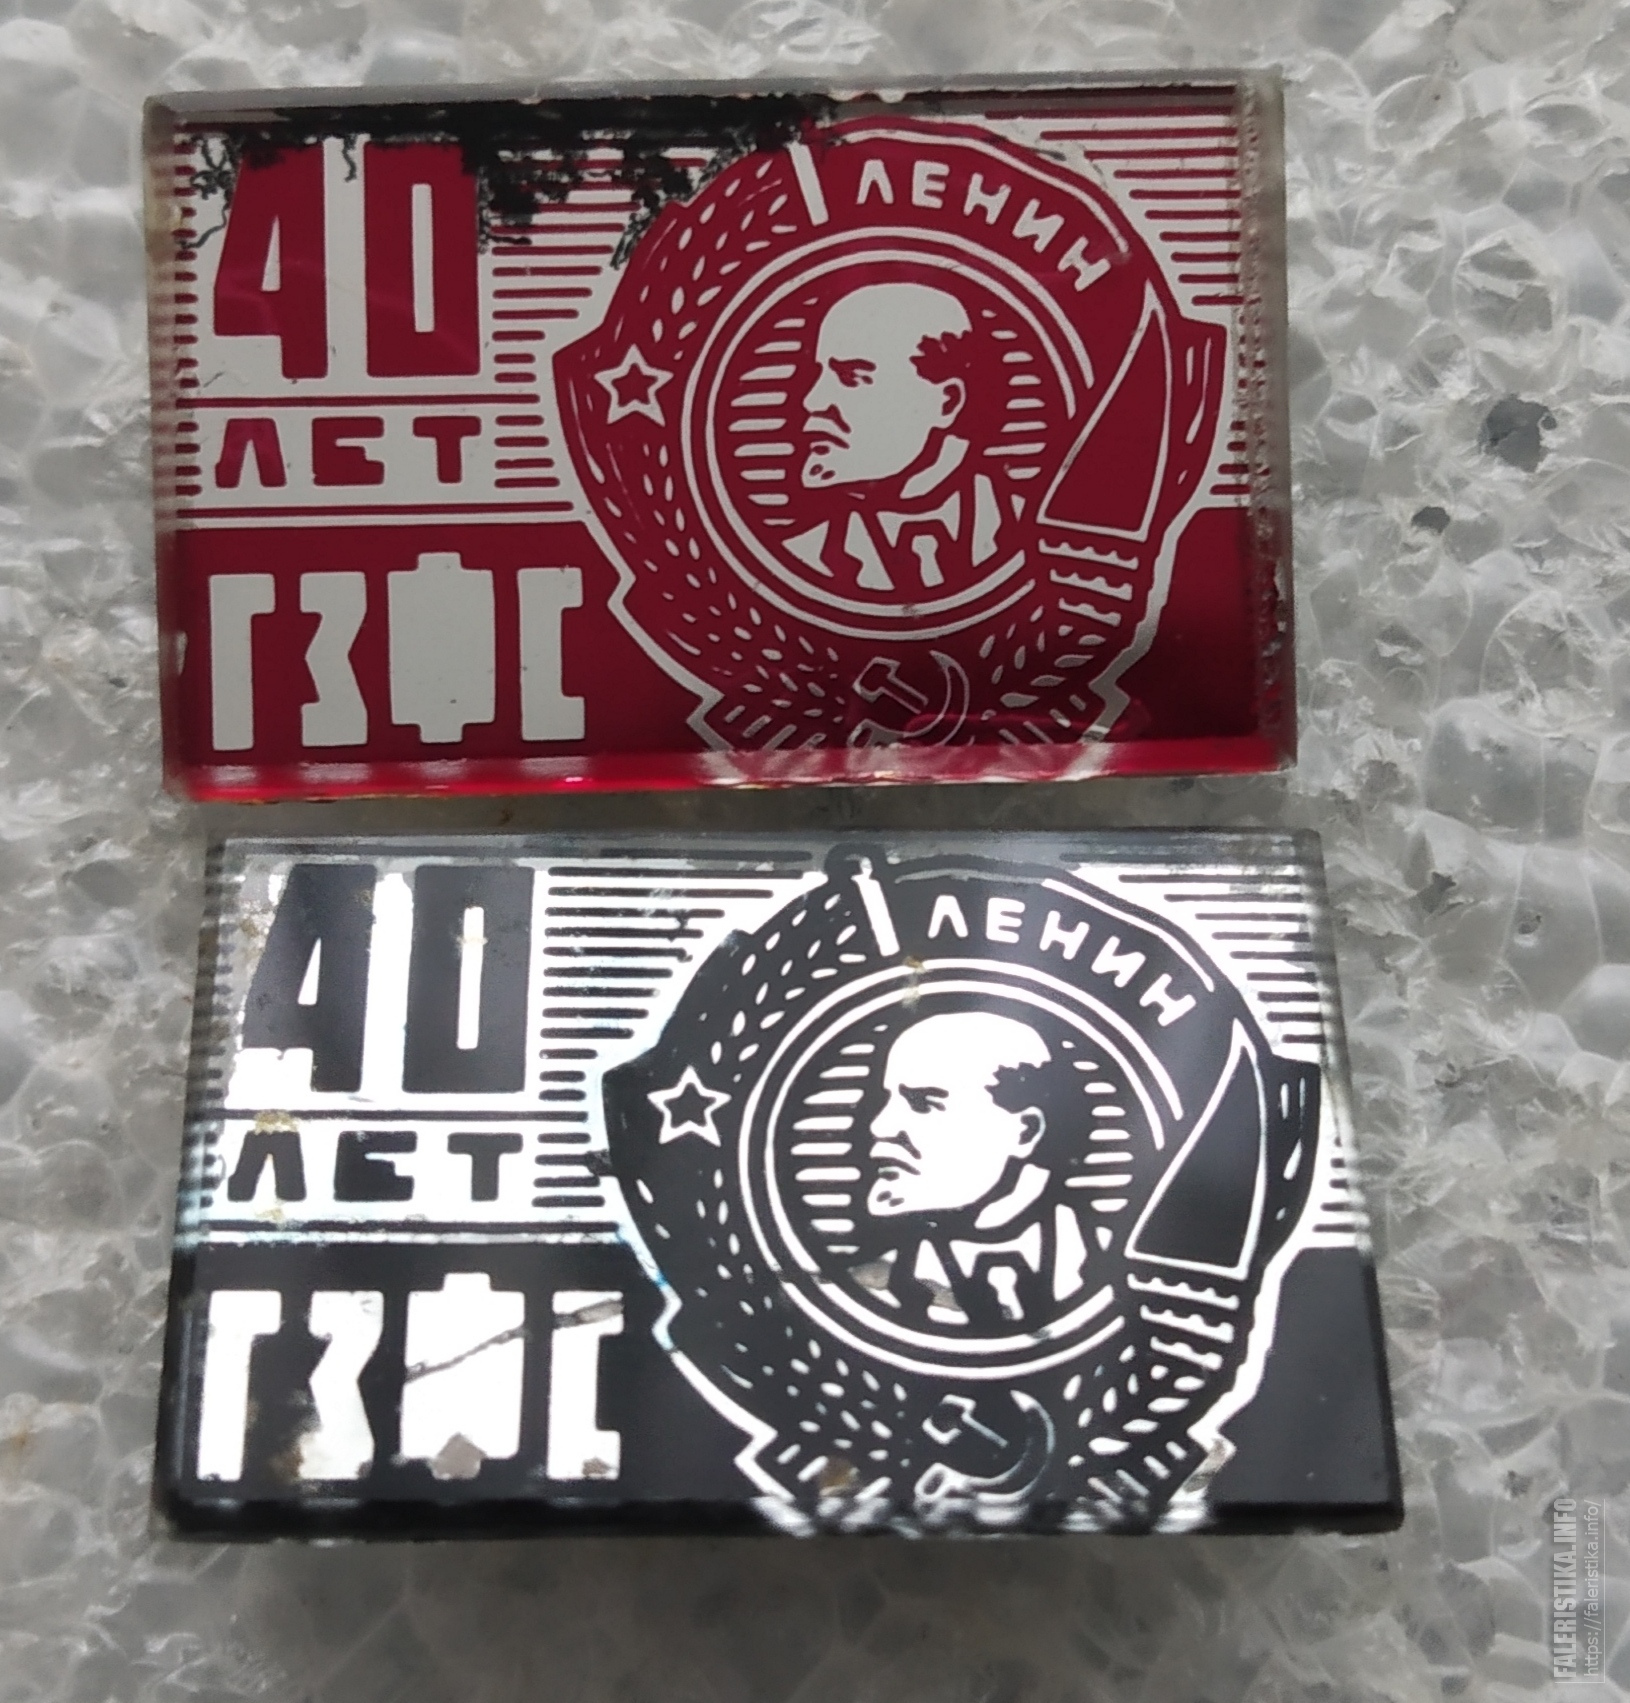 40
ЛЕТ
ГЗФС
ЛЕНИН
40
ЛЕТ
ГЗФС
ЛЕНИН
FALERISTIKA.INFO
https://faleristika.info/